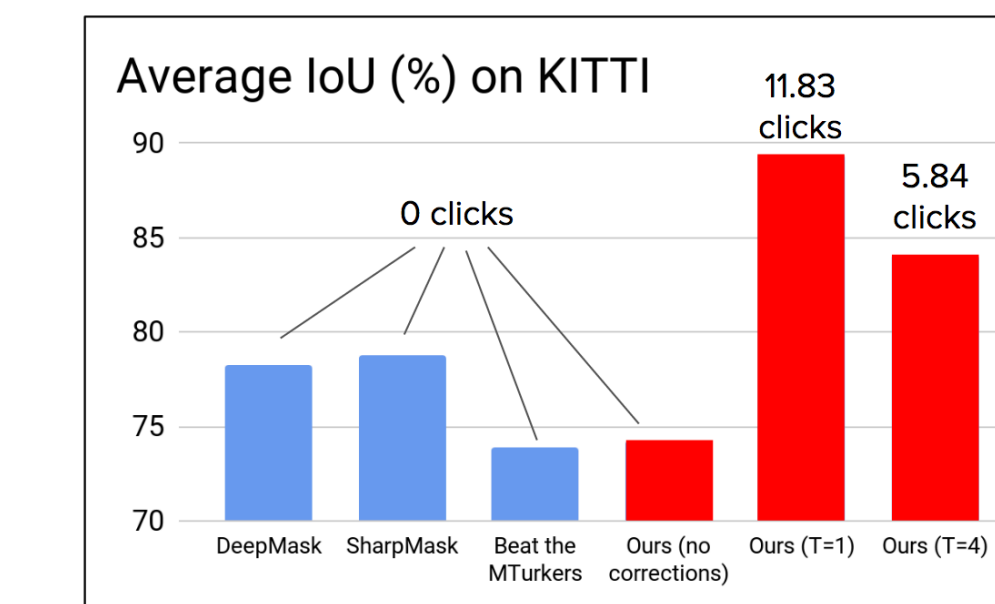 Average IoU (%) on KITTI
11.83
clicks
90
5.84
clicks
0 clicks
85
80
75
70
DeepMask
SharpMask
Beat the
MTurkers
Ours (no
corrections)
Ours (T=1)
Ours (T=4)